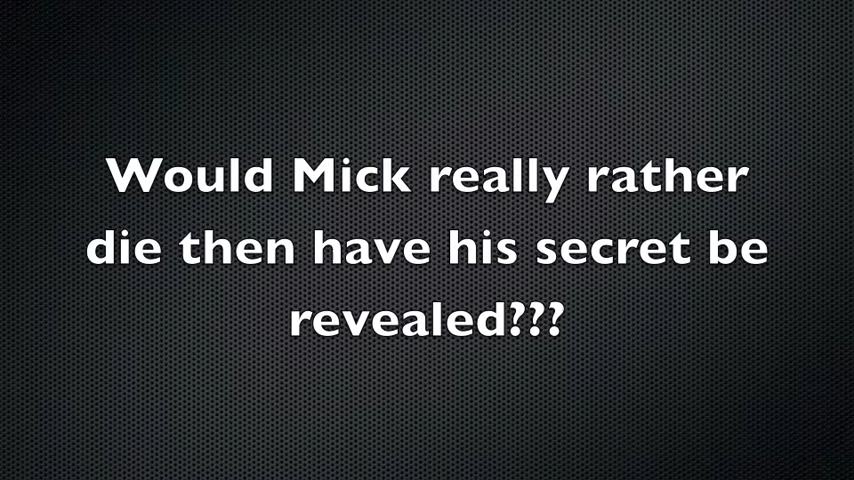 Would Mick really rather
die then have his secret be
revealed???